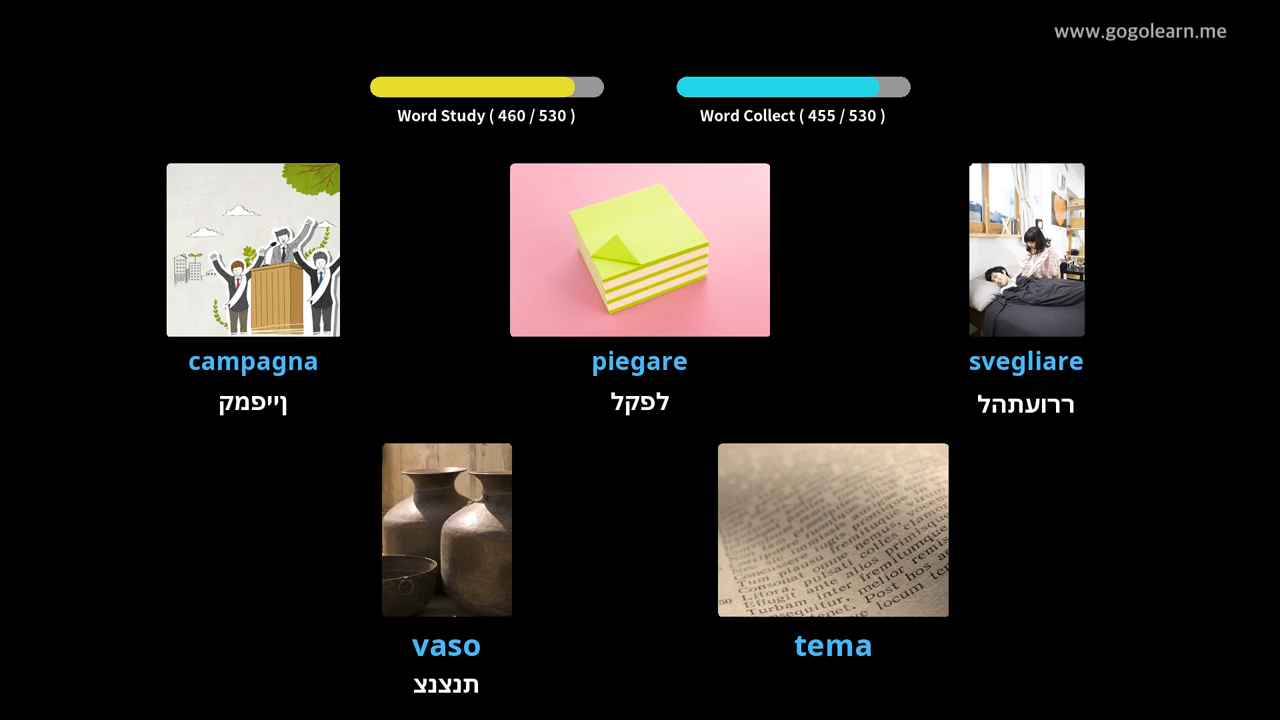 www.gogolearn.me
Word Study ( 460 / 530 )
Word Collect ( 455 / 530 )
campagna
piegare
svegliare
ןייפמק
לפקל
ררועתהל
vaso
tema
תנצנצ